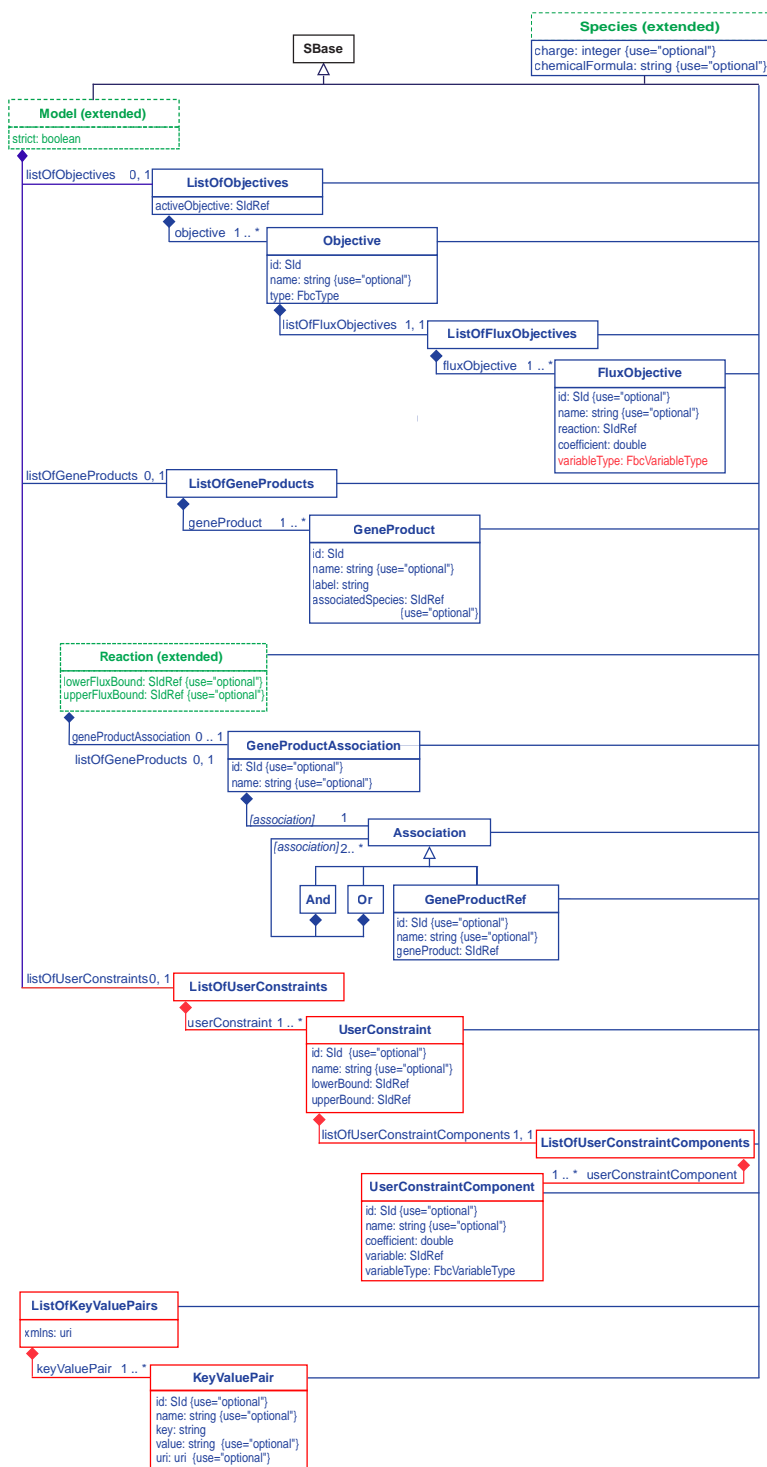 Species (extended)
charge: integer {use="optional"}
chemicalFormula: string {use="optional"}
SBase
Model (extended)
strict: boolean
listOfObjectives 0, 1
ListOfObjectives
activeObjective: SIdRef
objective 1 .. *
Objective
id: SId
name: string {use="optional"}
type: FbcType
listOfFluxObjectives 1, 1
ListOfFluxObjectives
fluxObjective 1 .. *
FluxObjective
id: SId {use="optional"}
name: string {use="optional"}
reaction: SIdRef
coefficient: double
variableType: FbcVariableType
listOfGeneProducts 0, 1
ListOfGeneProducts
geneProduct 1 .. *
GeneProduct
id: SId
name: string {use="optional"}
label: string
associatedSpecies: SIdRef
{use="optional"}
Reaction (extended)
lowerFluxBound: SIdRef {use="optional"}
upperFluxBound: SIdRef {use="optional"}
geneProductAssociation 0 .. 1
GeneProductAssociation
listOfGeneProducts 0, 1
id: SId {use="optional"}
name: string {use="optional"}
[association] 1
Association
[association] 2.. *
And
Or
GeneProductRef
id: SId {use="optional"}
name: string {use="optional"}
geneProduct: SIdRef
listOfUserConstraints0, 1
ListOfUserConstraints
userConstraint 1 .. *
UserConstraint
id: SId {use="optional"}
name: string {use="optional"}
lowerBound: SIdRef
upperBound: SIdRef
listOfUserConstraintComponents 1, 1
ListOfUserConstraintComponents
1 .. * userConstraintComponent
UserConstraintComponent
id: SId {use="optional"}
name: string {use="optional"}
coefficient: double
variable: SIdRef
variableType: FbcVariableType
ListOfKeyValuePairs
xmlns: uri
keyValuePair 1 .. *
KeyValuePair
id: SId {use="optional"}
name: string {use="optional"}
key: string
value: string {use="optional"}
uri: uri {use="optional"}